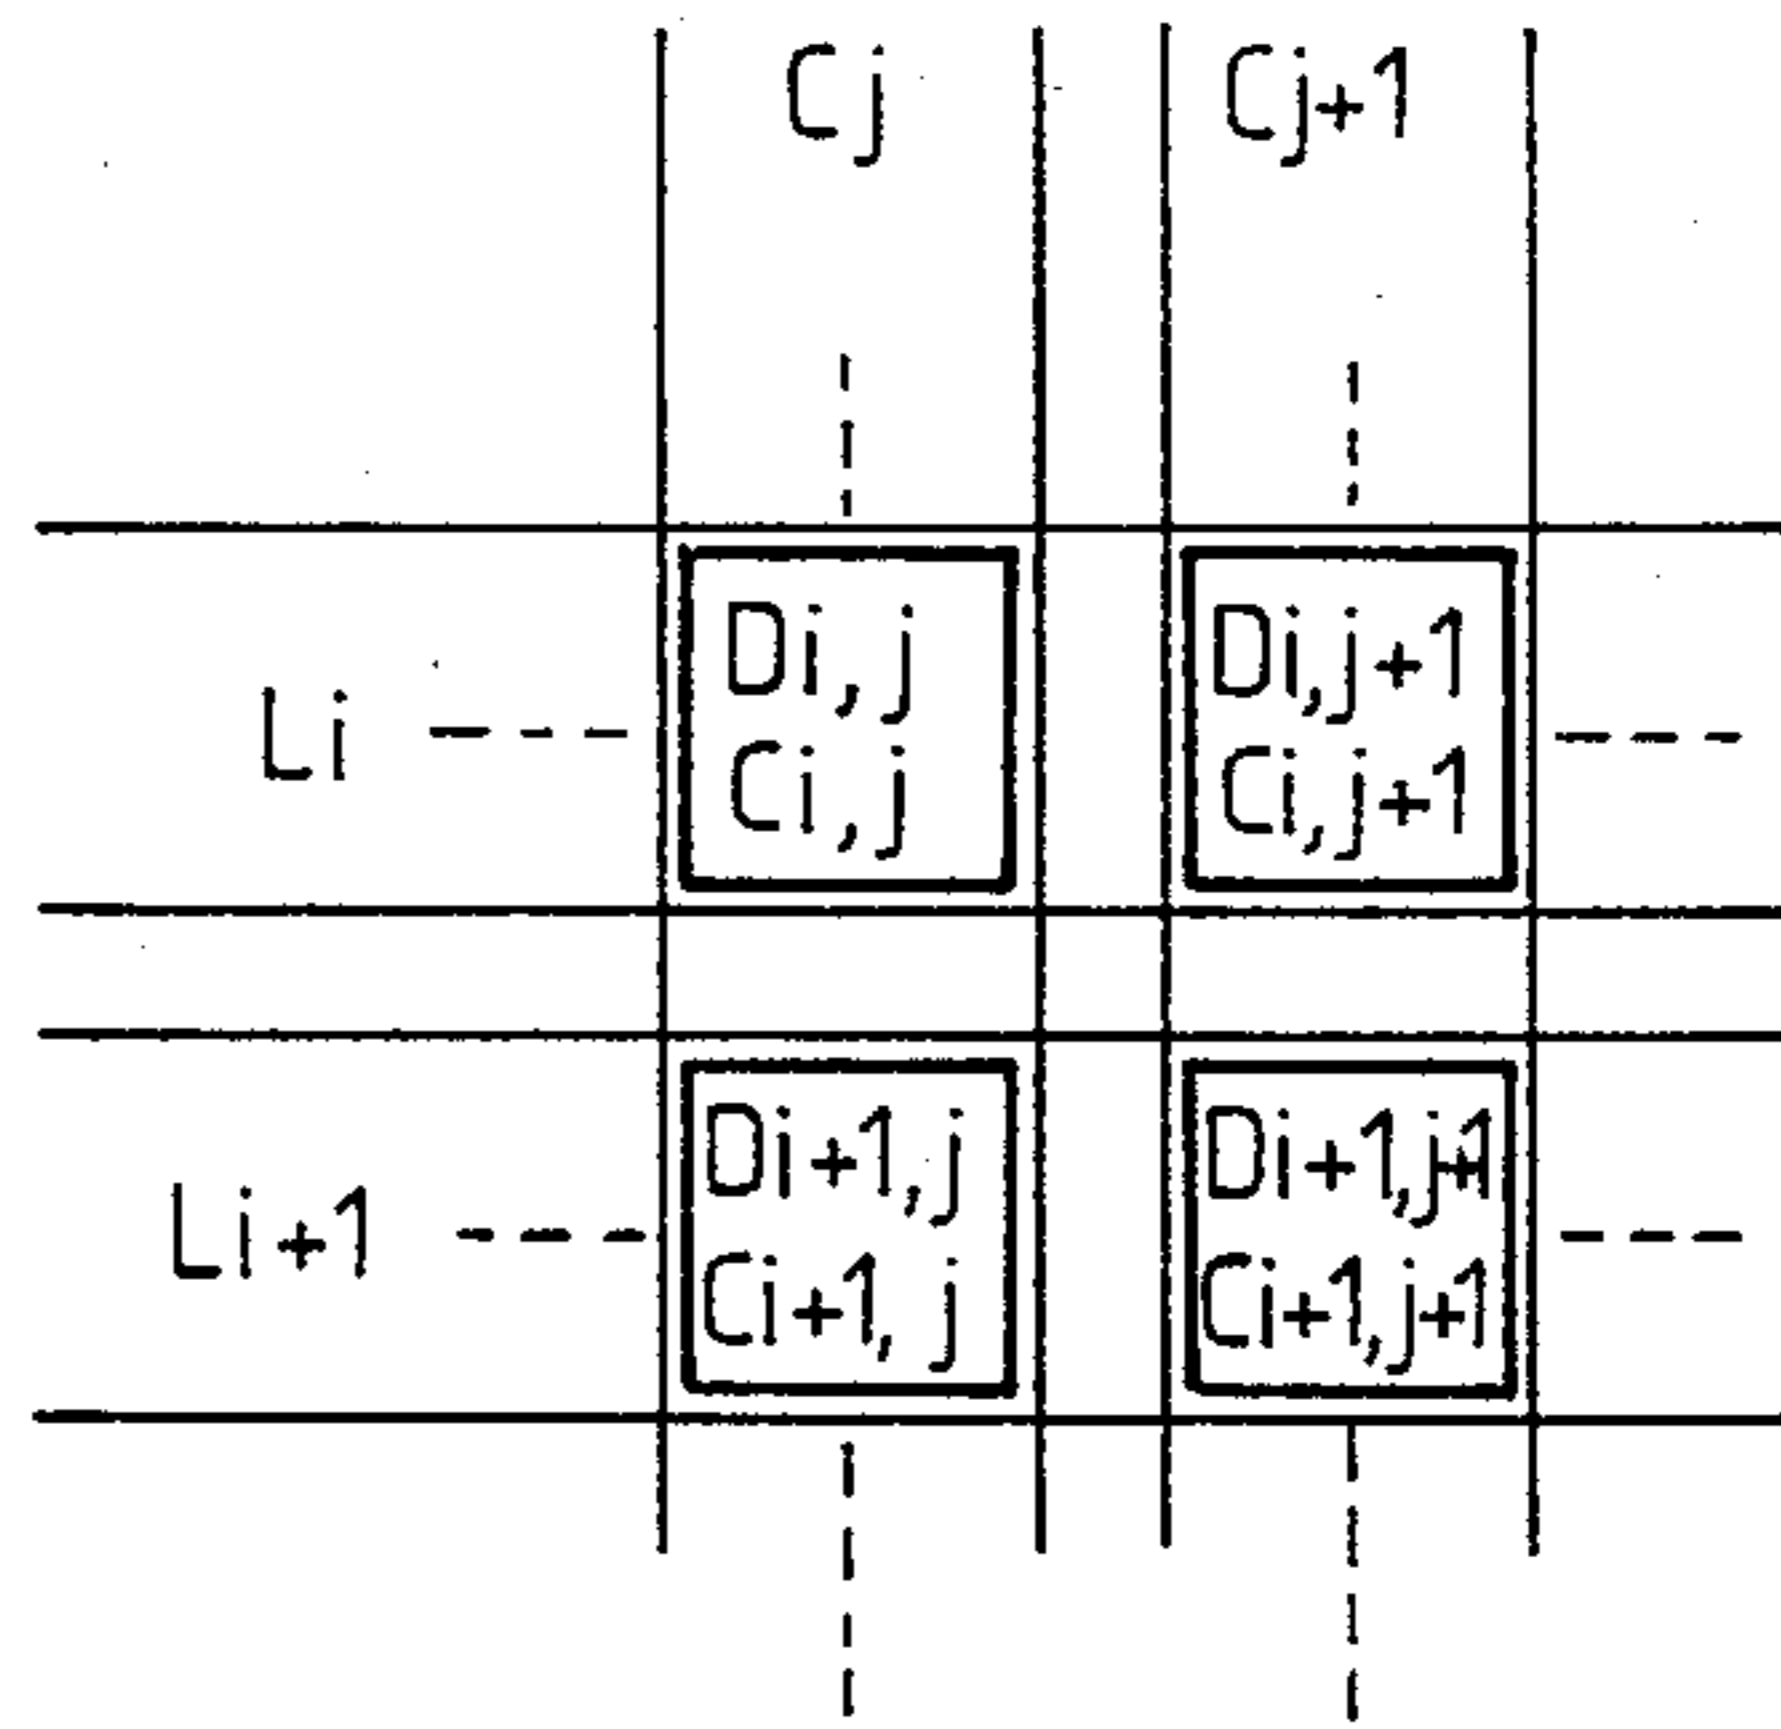 Cj Cj+1
Li Di,j Di,j+1
Ci,j Ci,j+1
Li+1 Di+1,j Di+1,j+1
Ci+1,j Ci+1,j+1